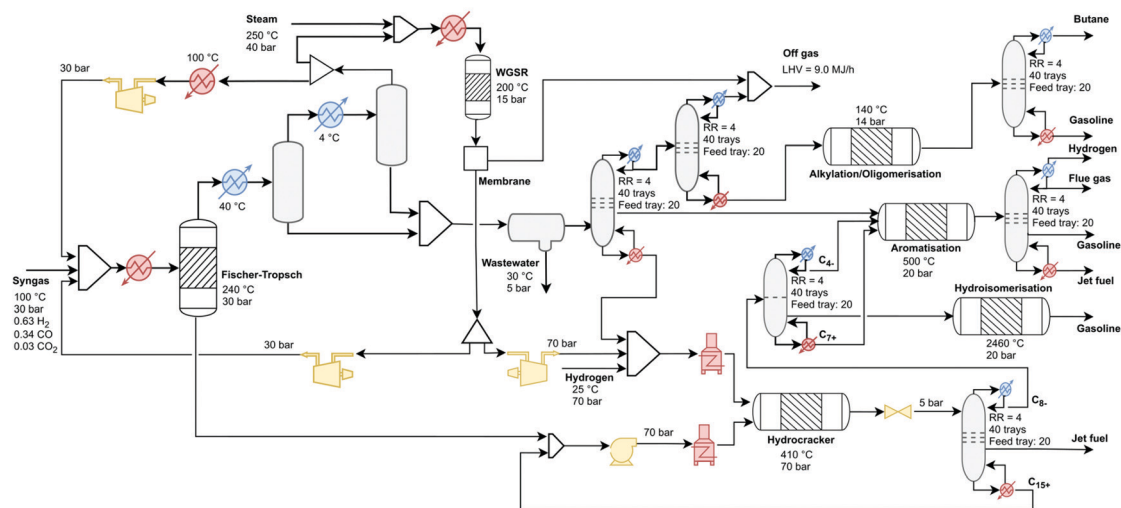 Steam
250 °C
40 bar
WGSR
200 °C
15 bar
Off gas
LHV = 9.0 MJ/h
Butane
RR = 4
40 trays
Feed tray: 20
Gasoline
30 bar
100 °C
4 °C
40 °C
Membrane
RR = 4
40 trays
Feed tray: 20
140 °C
14 bar
Alkylation/Oligomerisation
RR = 4
40 trays
Feed tray: 20
Hydrogen
Flue gas
RR = 4
40 trays
Feed tray: 20
Gasoline
Jet fuel
Aromatisation
500 °C
20 bar
Wastewater
30 °C
5 bar
Fischer-Tropsch
240 °C
30 bar
Syngas
100 °C
30 bar
0.63 H2
0.34 CO
0.03 CO2
C4-
RR = 4
40 trays
Feed tray: 20
C7+
Hydroisomerisation
2460 °C
20 bar
Gasoline
30 bar
70 bar
Hydrogen
25 °C
70 bar
70 bar
Hydrocracker
410 °C
70 bar
5 bar
C8-
RR = 4
40 trays
Feed tray: 20
Jet fuel
C15+